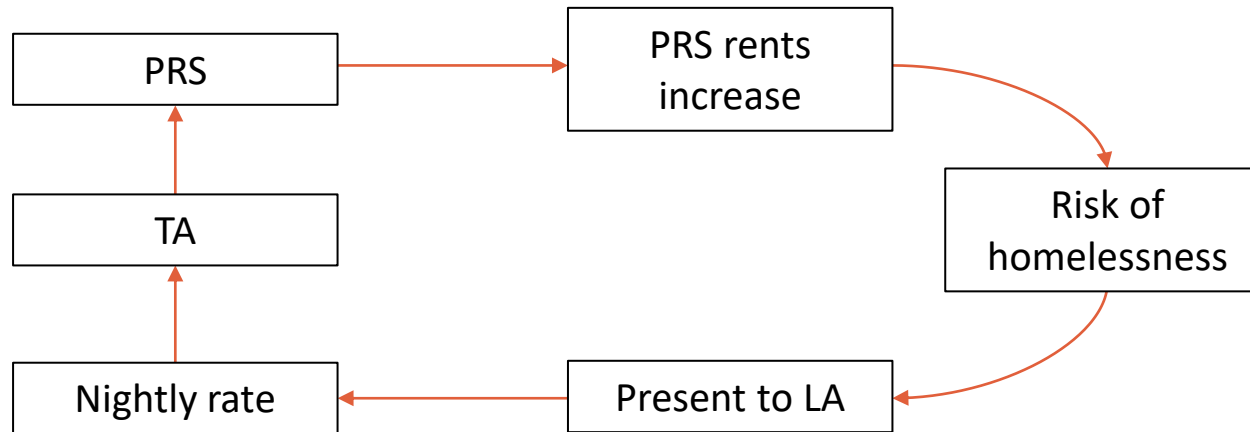 PRS
PRS rents
increase
Risk of
homelessness
TA
Nightly rate
Present to LA